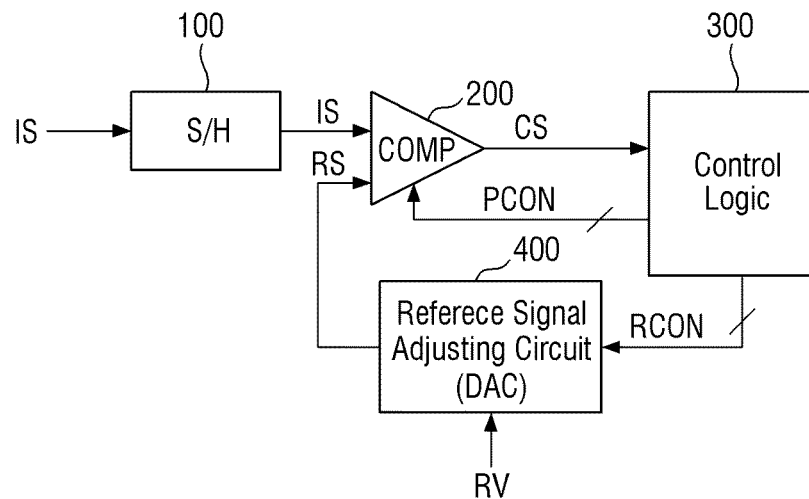 100
300
IS
S/H
IS
RS
COMP
200
CS
PCON
Control
Logic
400
Referece Signal
Adjusting Circuit
(DAC)
RCON
RV